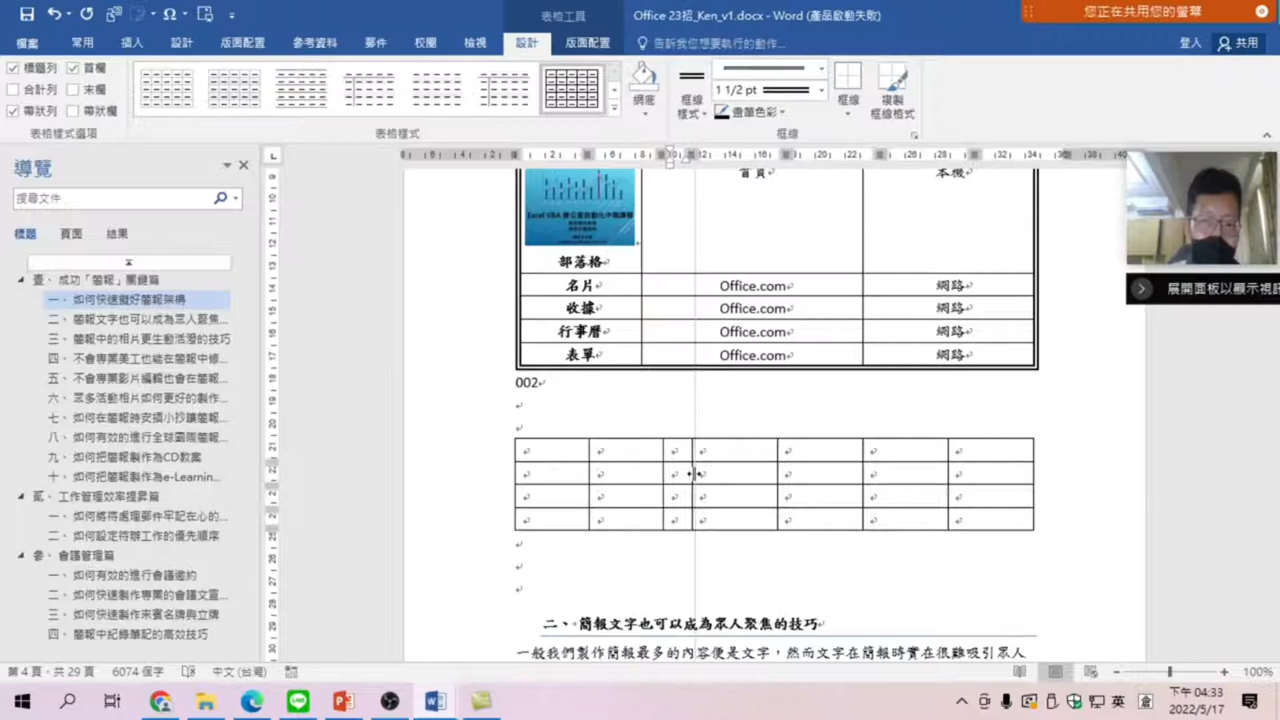 表格工具
Office 23招_Ken_v1.docx - Word (產品啟動失敗)
您正在共用您的螢幕
檔案 常用 插入 設計 版面配置 參考資料 郵件 校閱 檢視 設計 版面配置 告訴我您想要執行的動作... 登入 共用
標題列 首欄
合計列 末欄
帶狀列 帶狀欄
表格樣式選項
表格樣式
網底
框線樣式
1 1/2 pt
畫筆色彩
框線
複製框線格式
框線
導覽
搜尋文件
標題 頁面 結果
壹、 成功「簡報」關鍵篇
一、 如何快速擬好簡報架構
二、 簡報文字也可以成為眾人聚焦...
三、 簡報中的相片更生動活潑的技巧
四、 不會專業美工也能在簡報中修...
五、 不會專業影片編輯也會在簡報...
六、 眾多活動相片如何更好的製作...
七、 如何在簡報時安插小抄讓簡報...
八、 如何有效的進行全球國際簡報...
九、 如何把簡報製作為CD教案
十、 如何把簡報製作為e-Learnin...
貳、 工作管理效率提昇篇
一、 如何將待處理郵件牢記在心的...
二、 如何設定待辦工作的優先順序
參、 會議管理篇
一、 如何有效的進行會議邀約
二、 如何快速製作專業的會議文宣...
三、 如何快速製作來賓名牌與立牌
四、 簡報中紀錄筆記的高效技巧
首頁 本機
Excel VBA 辦公室自動化中階課程
部落格
名片 Office.com 網路
收據 Office.com 網路
行事曆 Office.com 網路
表單 Office.com 網路
002
二、 簡報文字也可以成為眾人聚焦的技巧
一般我們製作簡報最多的內容便是文字，然而文字在簡報時實在很難吸引眾人
展開面板以顯示視訊
第 4 頁，共 29 頁 6074 個字 中文 (台灣) 100%
英 倉 下午 04:33
2022/5/17